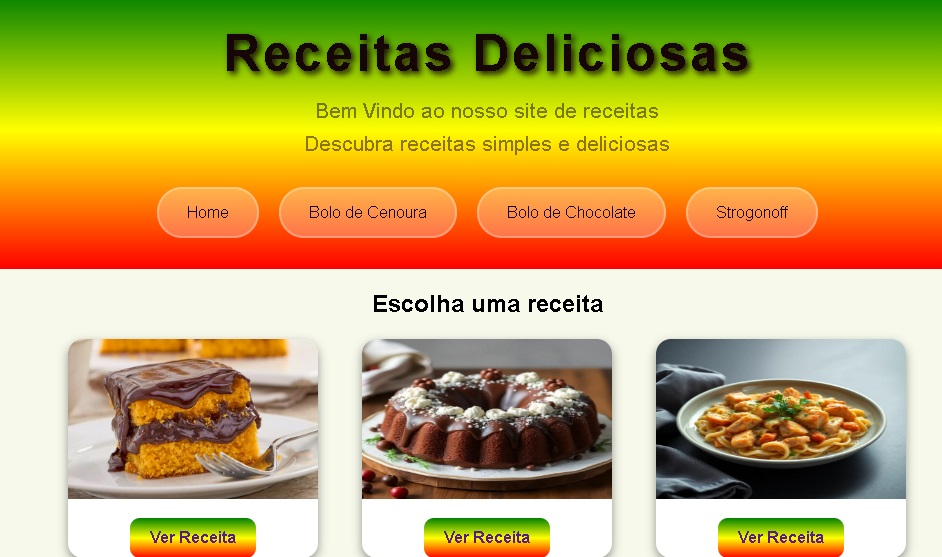 Receitas Deliciosas
Bem Vindo ao nosso site de receitas
Descubra receitas simples e deliciosas
Home Bolo de Cenoura Bolo de Chocolate Strogonoff
Escolha uma receita
Ver Receita Ver Receita Ver Receita